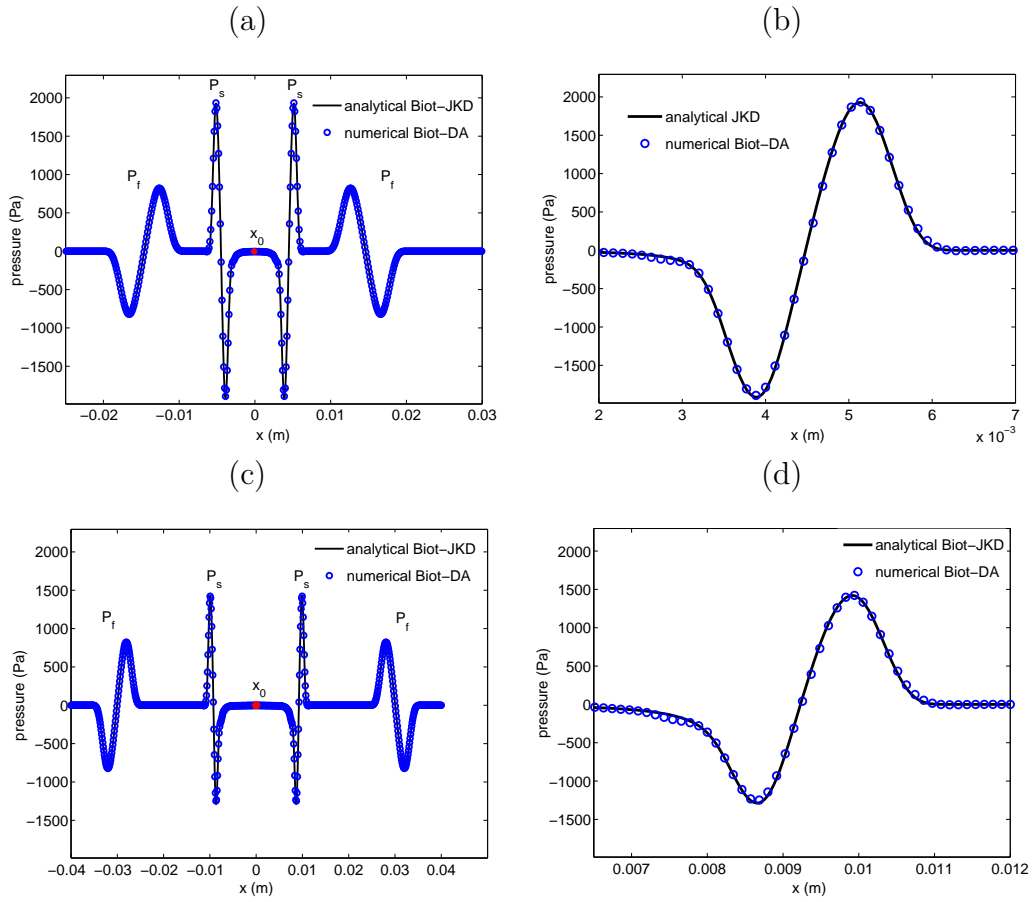 (a)
P_s
P_s
P_f
P_f
x_0
analytical Biot−JKD
numerical Biot−DA
2000
1500
1000
500
0
−500
−1000
−1500
pressure (Pa)
−0.02
−0.01
0
0.01
0.02
0.03
x (m)
(b)
analytical JKD
numerical Biot−DA
2000
1500
1000
500
0
−500
−1000
−1500
pressure (Pa)
2
3
4
5
6
7
x 10^−3
x (m)
(c)
P_s
P_s
P_f
P_f
x_0
analytical Biot−JKD
numerical Biot−DA
2000
1500
1000
500
0
−500
−1000
−1500
pressure (Pa)
−0.04
−0.03
−0.02
−0.01
0
0.01
0.02
0.03
0.04
x (m)
(d)
analytical Biot−JKD
numerical Biot−DA
2000
1500
1000
500
0
−500
−1000
−1500
pressure (Pa)
0.007
0.008
0.009
0.01
0.011
0.012
x (m)